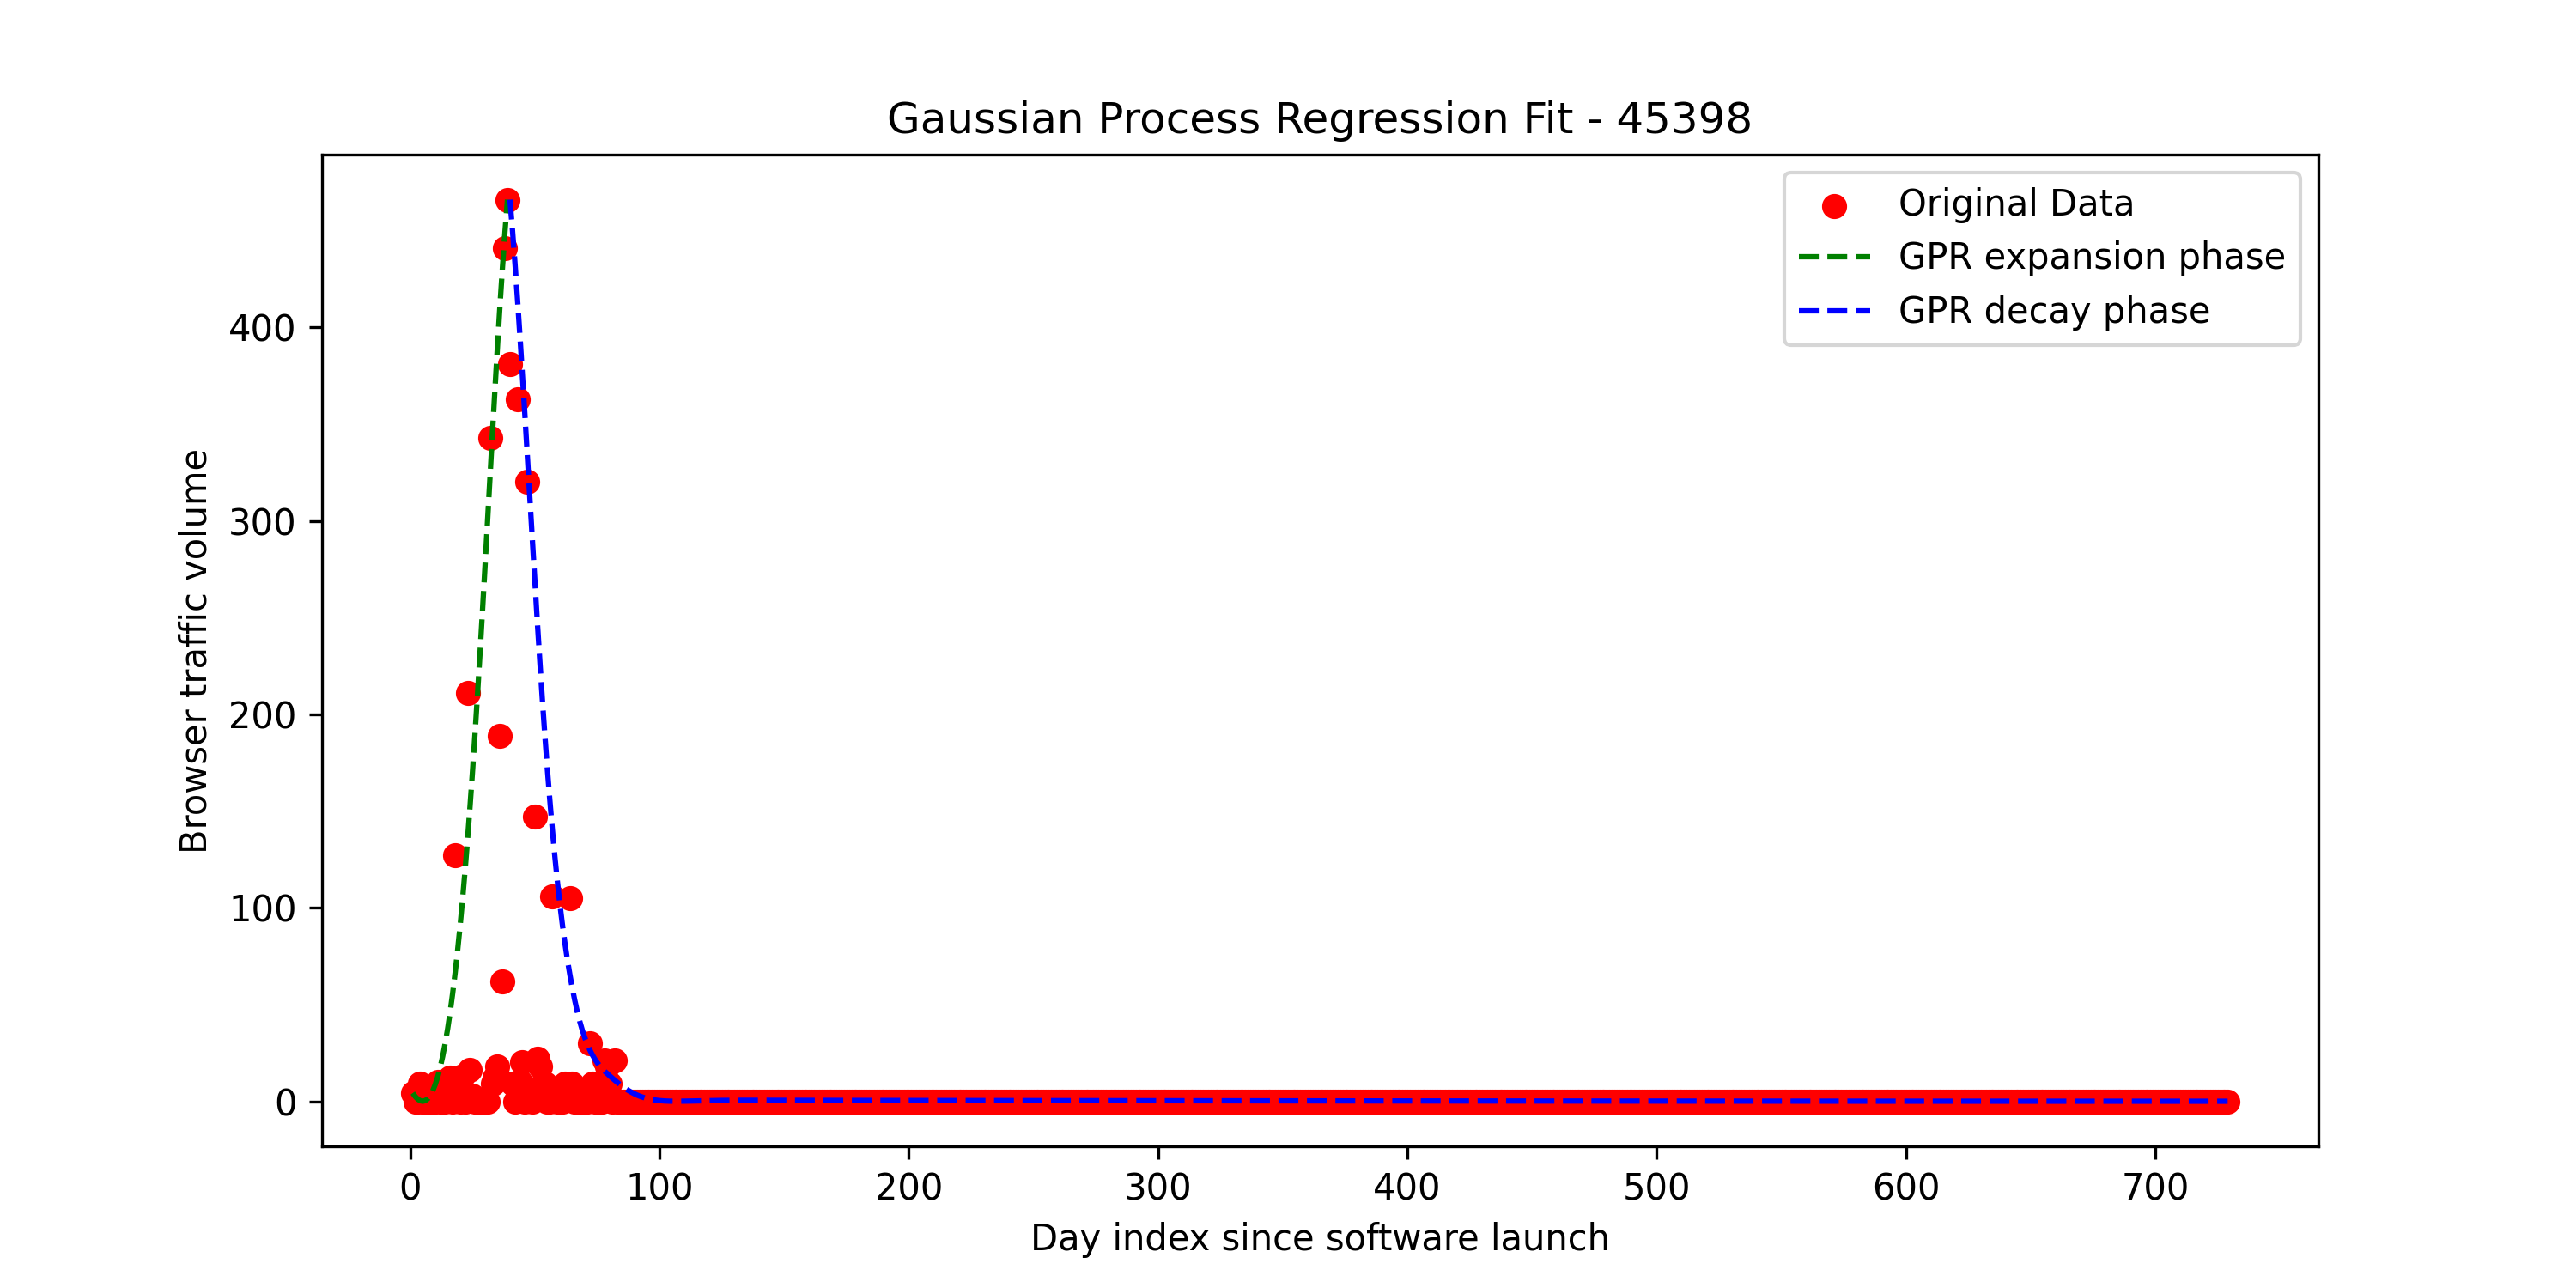 Gaussian Process Regression Fit - 45398
Original Data
GPR expansion phase
GPR decay phase
Browser traffic volume
400
300
200
100
0
0 100 200 300 400 500 600 700
Day index since software launch